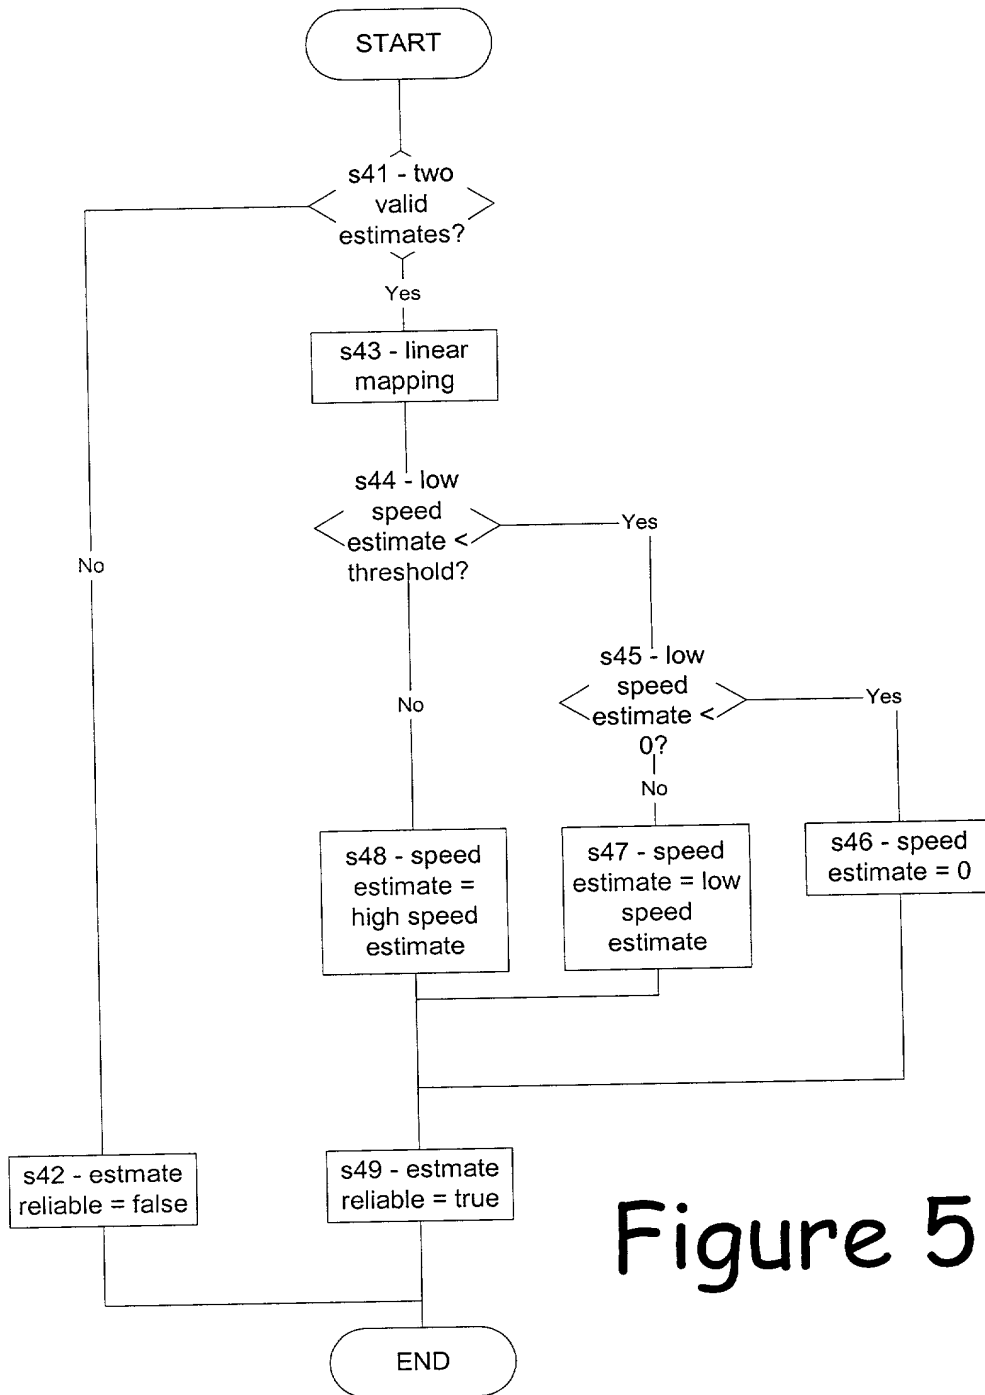 START
s41 - two
valid
estimates?
Yes
s43 - linear
mapping
s44 - low
speed
estimate <
threshold?
Yes
No
s45 - low
speed
estimate <
0?
Yes
No
No
s48 - speed
estimate =
high speed
estimate
s47 - speed
estimate = low
speed
estimate
s46 - speed
estimate = 0
s42 - estmate
reliable = false
s49 - estmate
reliable = true
Figure 5
END